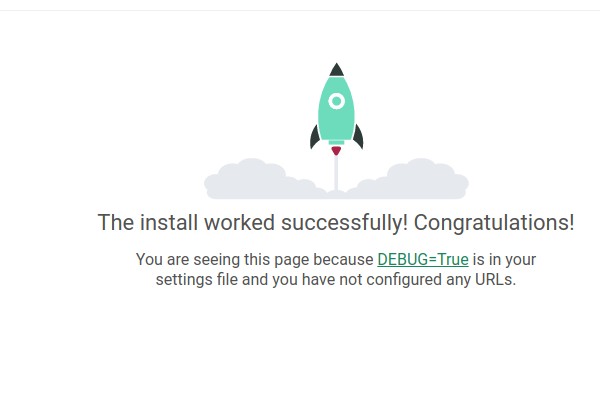 The install worked successfully! Congratulations!
You are seeing this page because DEBUG=True is in your
settings file and you have not configured any URLs.